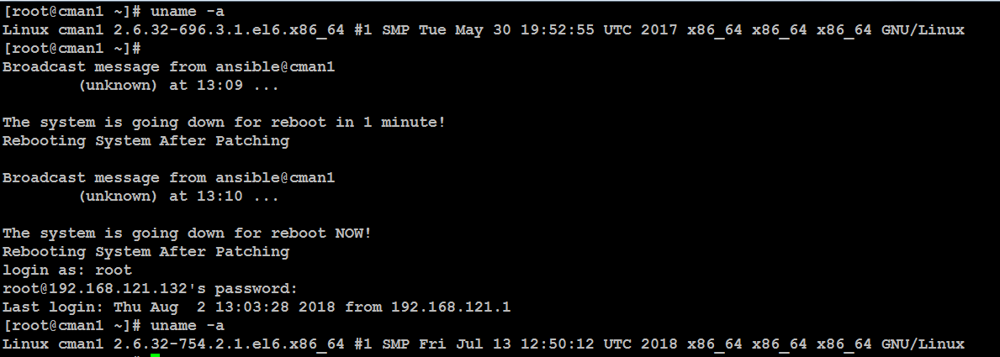 [root@cman1 ~]# uname -a
Linux cman1 2.6.32-696.3.1.el6.x86_64 #1 SMP Tue May 30 19:52:55 UTC 2017 x86_64 x86_64 x86_64 GNU/Linux
[root@cman1 ~]#
Broadcast message from ansible@cman1
        (unknown) at 13:09 ...

The system is going down for reboot in 1 minute!
Rebooting System After Patching

Broadcast message from ansible@cman1
        (unknown) at 13:10 ...

The system is going down for reboot NOW!
Rebooting System After Patching
login as: root
root@192.168.121.132's password:
Last login: Thu Aug  2 13:03:28 2018 from 192.168.121.1
[root@cman1 ~]# uname -a
Linux cman1 2.6.32-754.2.1.el6.x86_64 #1 SMP Fri Jul 13 12:50:12 UTC 2018 x86_64 x86_64 x86_64 GNU/Linux